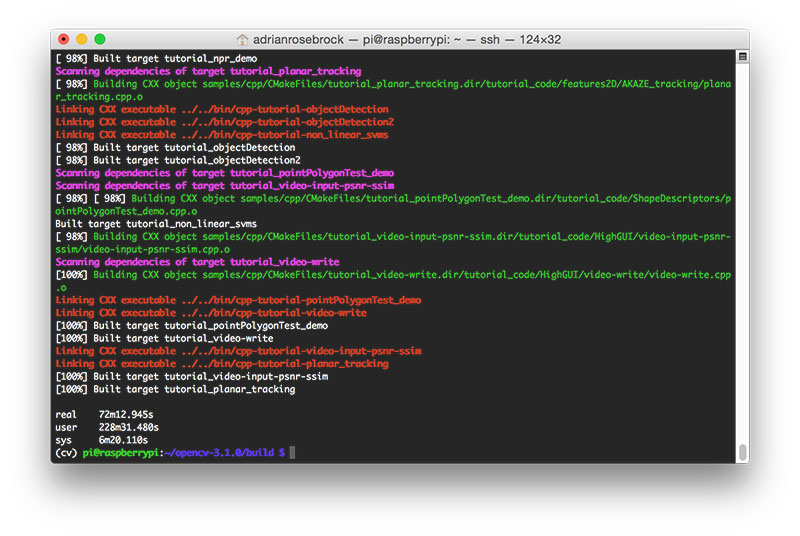 adrianrosebrock — pi@raspberrypi: ~ — ssh — 124×32
[ 98%] Built target tutorial_npr_demo
Scanning dependencies of target tutorial_planar_tracking
[ 98%] Building CXX object samples/cpp/CMakeFiles/tutorial_planar_tracking.dir/tutorial_code/features2D/AKAZE_tracking/plana
r_tracking.cpp.o
Linking CXX executable ../../bin/cpp-tutorial-objectDetection
Linking CXX executable ../../bin/cpp-tutorial-objectDetection2
Linking CXX executable ../../bin/cpp-tutorial-non_linear_svms
[ 98%] Built target tutorial_objectDetection
[ 98%] Built target tutorial_objectDetection2
Scanning dependencies of target tutorial_pointPolygonTest_demo
Scanning dependencies of target tutorial_video-input-psnr-ssim
[ 98%] [ 98%] Building CXX object samples/cpp/CMakeFiles/tutorial_pointPolygonTest_demo.dir/tutorial_code/ShapeDescriptors/p
ointPolygonTest_demo.cpp.o
Built target tutorial_non_linear_svms
[ 98%] Building CXX object samples/cpp/CMakeFiles/tutorial_video-input-psnr-ssim.dir/tutorial_code/HighGUI/video-input-psnr-
ssim/video-input-psnr-ssim.cpp.o
Scanning dependencies of target tutorial_video-write
[100%] Building CXX object samples/cpp/CMakeFiles/tutorial_video-write.dir/tutorial_code/HighGUI/video-write/video-write.cpp
.o
Linking CXX executable ../../bin/cpp-tutorial-pointPolygonTest_demo
Linking CXX executable ../../bin/cpp-tutorial-video-write
[100%] Built target tutorial_pointPolygonTest_demo
[100%] Built target tutorial_video-write
Linking CXX executable ../../bin/cpp-tutorial-video-input-psnr-ssim
Linking CXX executable ../../bin/cpp-tutorial-planar_tracking
[100%] Built target tutorial_video-input-psnr-ssim
[100%] Built target tutorial_planar_tracking
real 72m12.945s
user 228m31.480s
sys 6m20.110s
(cv) pi@raspberrypi:~/opencv-3.1.0/build $